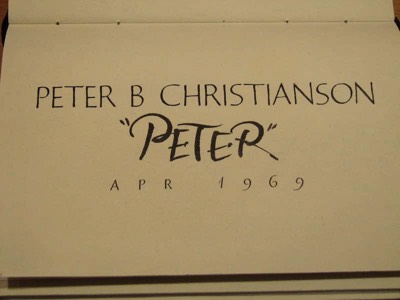 PETER B CHRISTIANSON
"PETER"
APR 1969